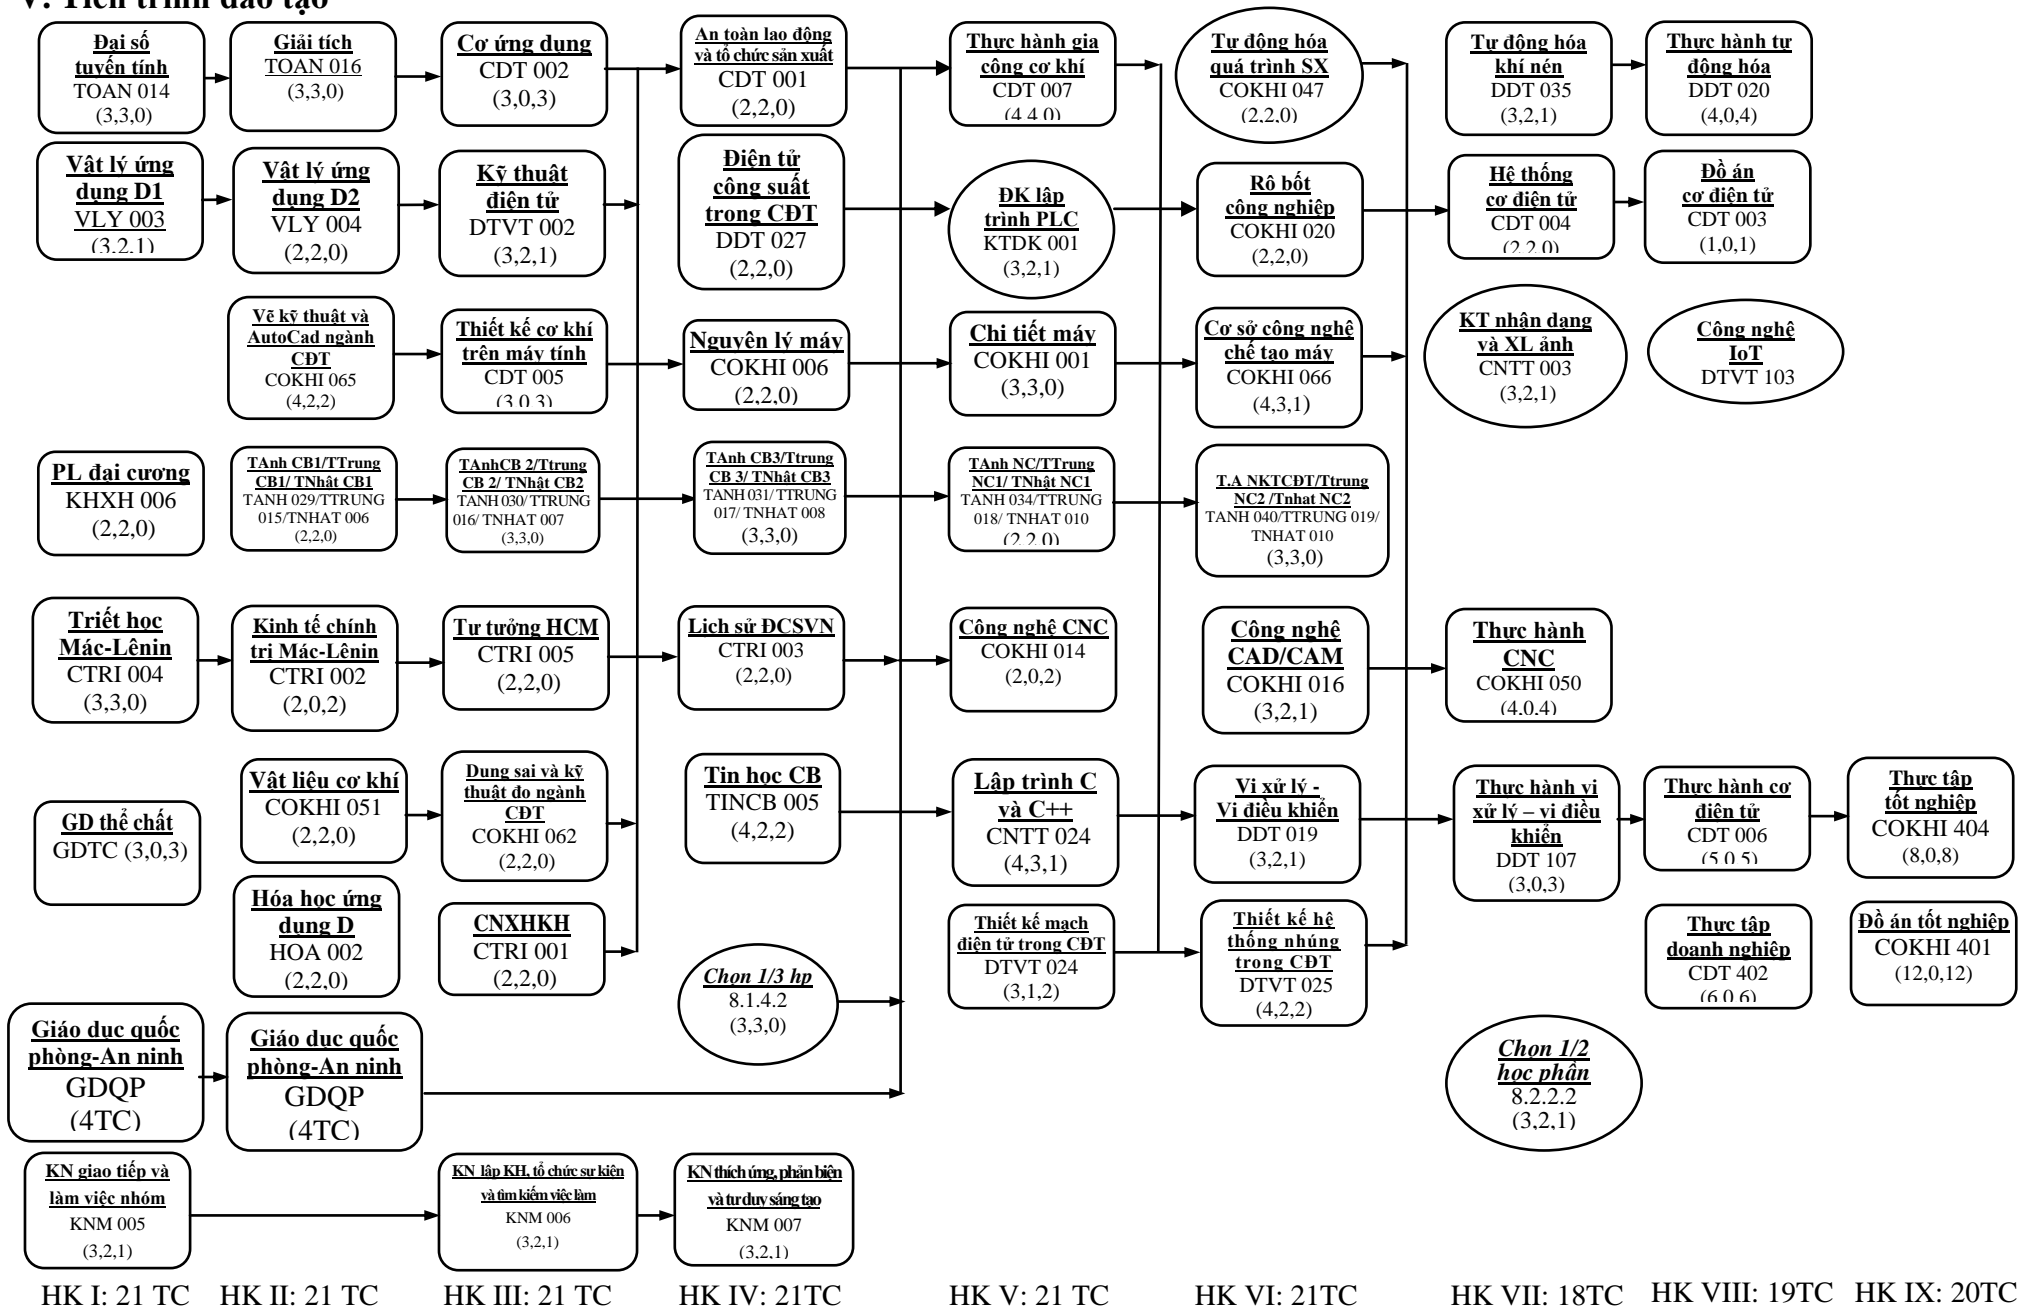 V. Tích trình đào tạo
Đại số
tuyến tính
TOAN 014
(3,3,0)
Giải tích
TOAN 016
(3,3,0)
Cơ ứng dụng
CDT 002
(3,0,3)
An toàn lao động
và tổ chức sản xuất
CDT 001
(2,2,0)
Thực hành gia
công cơ khí
CDT 007
(4,4,0)
Tự động hóa
quá trình SX
COKHI 047
(2,2,0)
Tự động hóa
khí nén
DDT 035
(3,2,1)
Thực hành tự
động hóa
DDT 020
(4,0,4)
Vật lý ứng
dụng D1
VLY 003
(3,2,1)
Vật lý ứng
dụng D2
VLY 004
(2,2,0)
Kỹ thuật
điện tử
DTVT 002
(3,2,1)
Điện tử
công suất
trong CĐT
DDT 027
(2,2,0)
ĐK lập
trình PLC
KTDK 001
(3,2,1)
Rô bốt
công nghiệp
COKHI 020
(2,2,0)
Hệ thống
cơ điện tử
CDT 004
(2,2,0)
Đồ án
cơ điện tử
CDT 003
(1,0,1)
Vẽ kỹ thuật và
AutoCad ngành
CĐT
COKHI 065
(4,2,2)
Thiết kế cơ khí
trên máy tính
CDT 005
(3,0,3)
Nguyên lý máy
COKHI 006
(2,2,0)
Chi tiết máy
COKHI 001
(3,3,0)
Cơ sở công nghệ
chế tạo máy
COKHI 066
(4,3,1)
KT nhận dạng
và XL ảnh
CNTT 003
(3,2,1)
Công nghệ
IoT
DTVT 103
PL đại cương
KHXH 006
(2,2,0)
TAnh CB1/TTrung
CB1/ TNhật CB1
TANH 029/TTRUNG
015/TNHAT 006
(2,2,0)
TAnhCB 2/Ttrung
CB 2/ TNhật CB2
TANH 030/ TTRUNG
016/ TNHAT 007
(3,3,0)
TAnh CB3/Ttrung
CB 3/ TNhật CB3
TANH 031/ TTRUNG
017/ TNHAT 008
(3,3,0)
TAnh NC/TTrung
NC1/ TNhật NC1
TANH 034/TTRUNG
018/ TNHAT 010
(2,2,0)
T.A NKTCĐT/Ttrung
NC2 /Tnhat NC2
TANH 040/TTRUNG 019/
TNHAT 010
(3,3,0)
Triết học
Mác-Lênin
CTRI 004
(3,3,0)
Kinh tế chính
trị Mác-Lênin
CTRI 002
(2,0,2)
Tư tưởng HCM
CTRI 005
(2,2,0)
Lịch sử ĐCSVN
CTRI 003
(2,2,0)
Công nghệ CNC
COKHI 014
(2,0,2)
Công nghệ
CAD/CAM
COKHI 016
(3,2,1)
Thực hành
CNC
COKHI 050
(4,0,4)
GD thể chất
GDTC (3,0,3)
Vật liệu cơ khí
COKHI 051
(2,2,0)
Dung sai và kỹ
thuật đo ngành
CĐT
COKHI 062
(2,2,0)
Tin học CB
TINCB 005
(4,2,2)
Lập trình C
và C++
CNTT 024
(4,3,1)
Vi xử lý -
Vi điều khiển
DDT 019
(3,2,1)
Thực hành vi
xử lý – vi điều
khiển
DDT 107
(3,0,3)
Thực hành cơ
điện tử
CDT 006
(5,0,5)
Thực tập
tốt nghiệp
COKHI 404
(8,0,8)
Hóa học ứng
dụng D
HOA 002
(2,2,0)
CNXHKH
CTRI 001
(2,2,0)
Chọn 1/3 hp
8.1.4.2
(3,3,0)
Thiết kế mạch
điện tử trong CĐT
DTVT 024
(3,1,2)
Thiết kế hệ
thống nhúng
trong CĐT
DTVT 025
(4,2,2)
Thực tập
doanh nghiệp
CDT 402
(6,0,6)
Đồ án tốt nghiệp
COKHI 401
(12,0,12)
Giáo dục quốc
phòng-An ninh
GDQP
(4TC)
Giáo dục quốc
phòng-An ninh
GDQP
(4TC)
Chọn 1/2
học phần
8.2.2.2
(3,2,1)
KN giao tiếp và
làm việc nhóm
KNM 005
(3,2,1)
KN lập KH, tổ chức sự kiện
và tìm kiếm việc làm
KNM 006
(3,2,1)
KN thích ứng, phản biện
và tư duy sáng tạo
KNM 007
(3,2,1)
HK I: 21 TC
HK II: 21 TC
HK III: 21 TC
HK IV: 21TC
HK V: 21 TC
HK VI: 21TC
HK VII: 18TC
HK VIII: 19TC
HK IX: 20TC